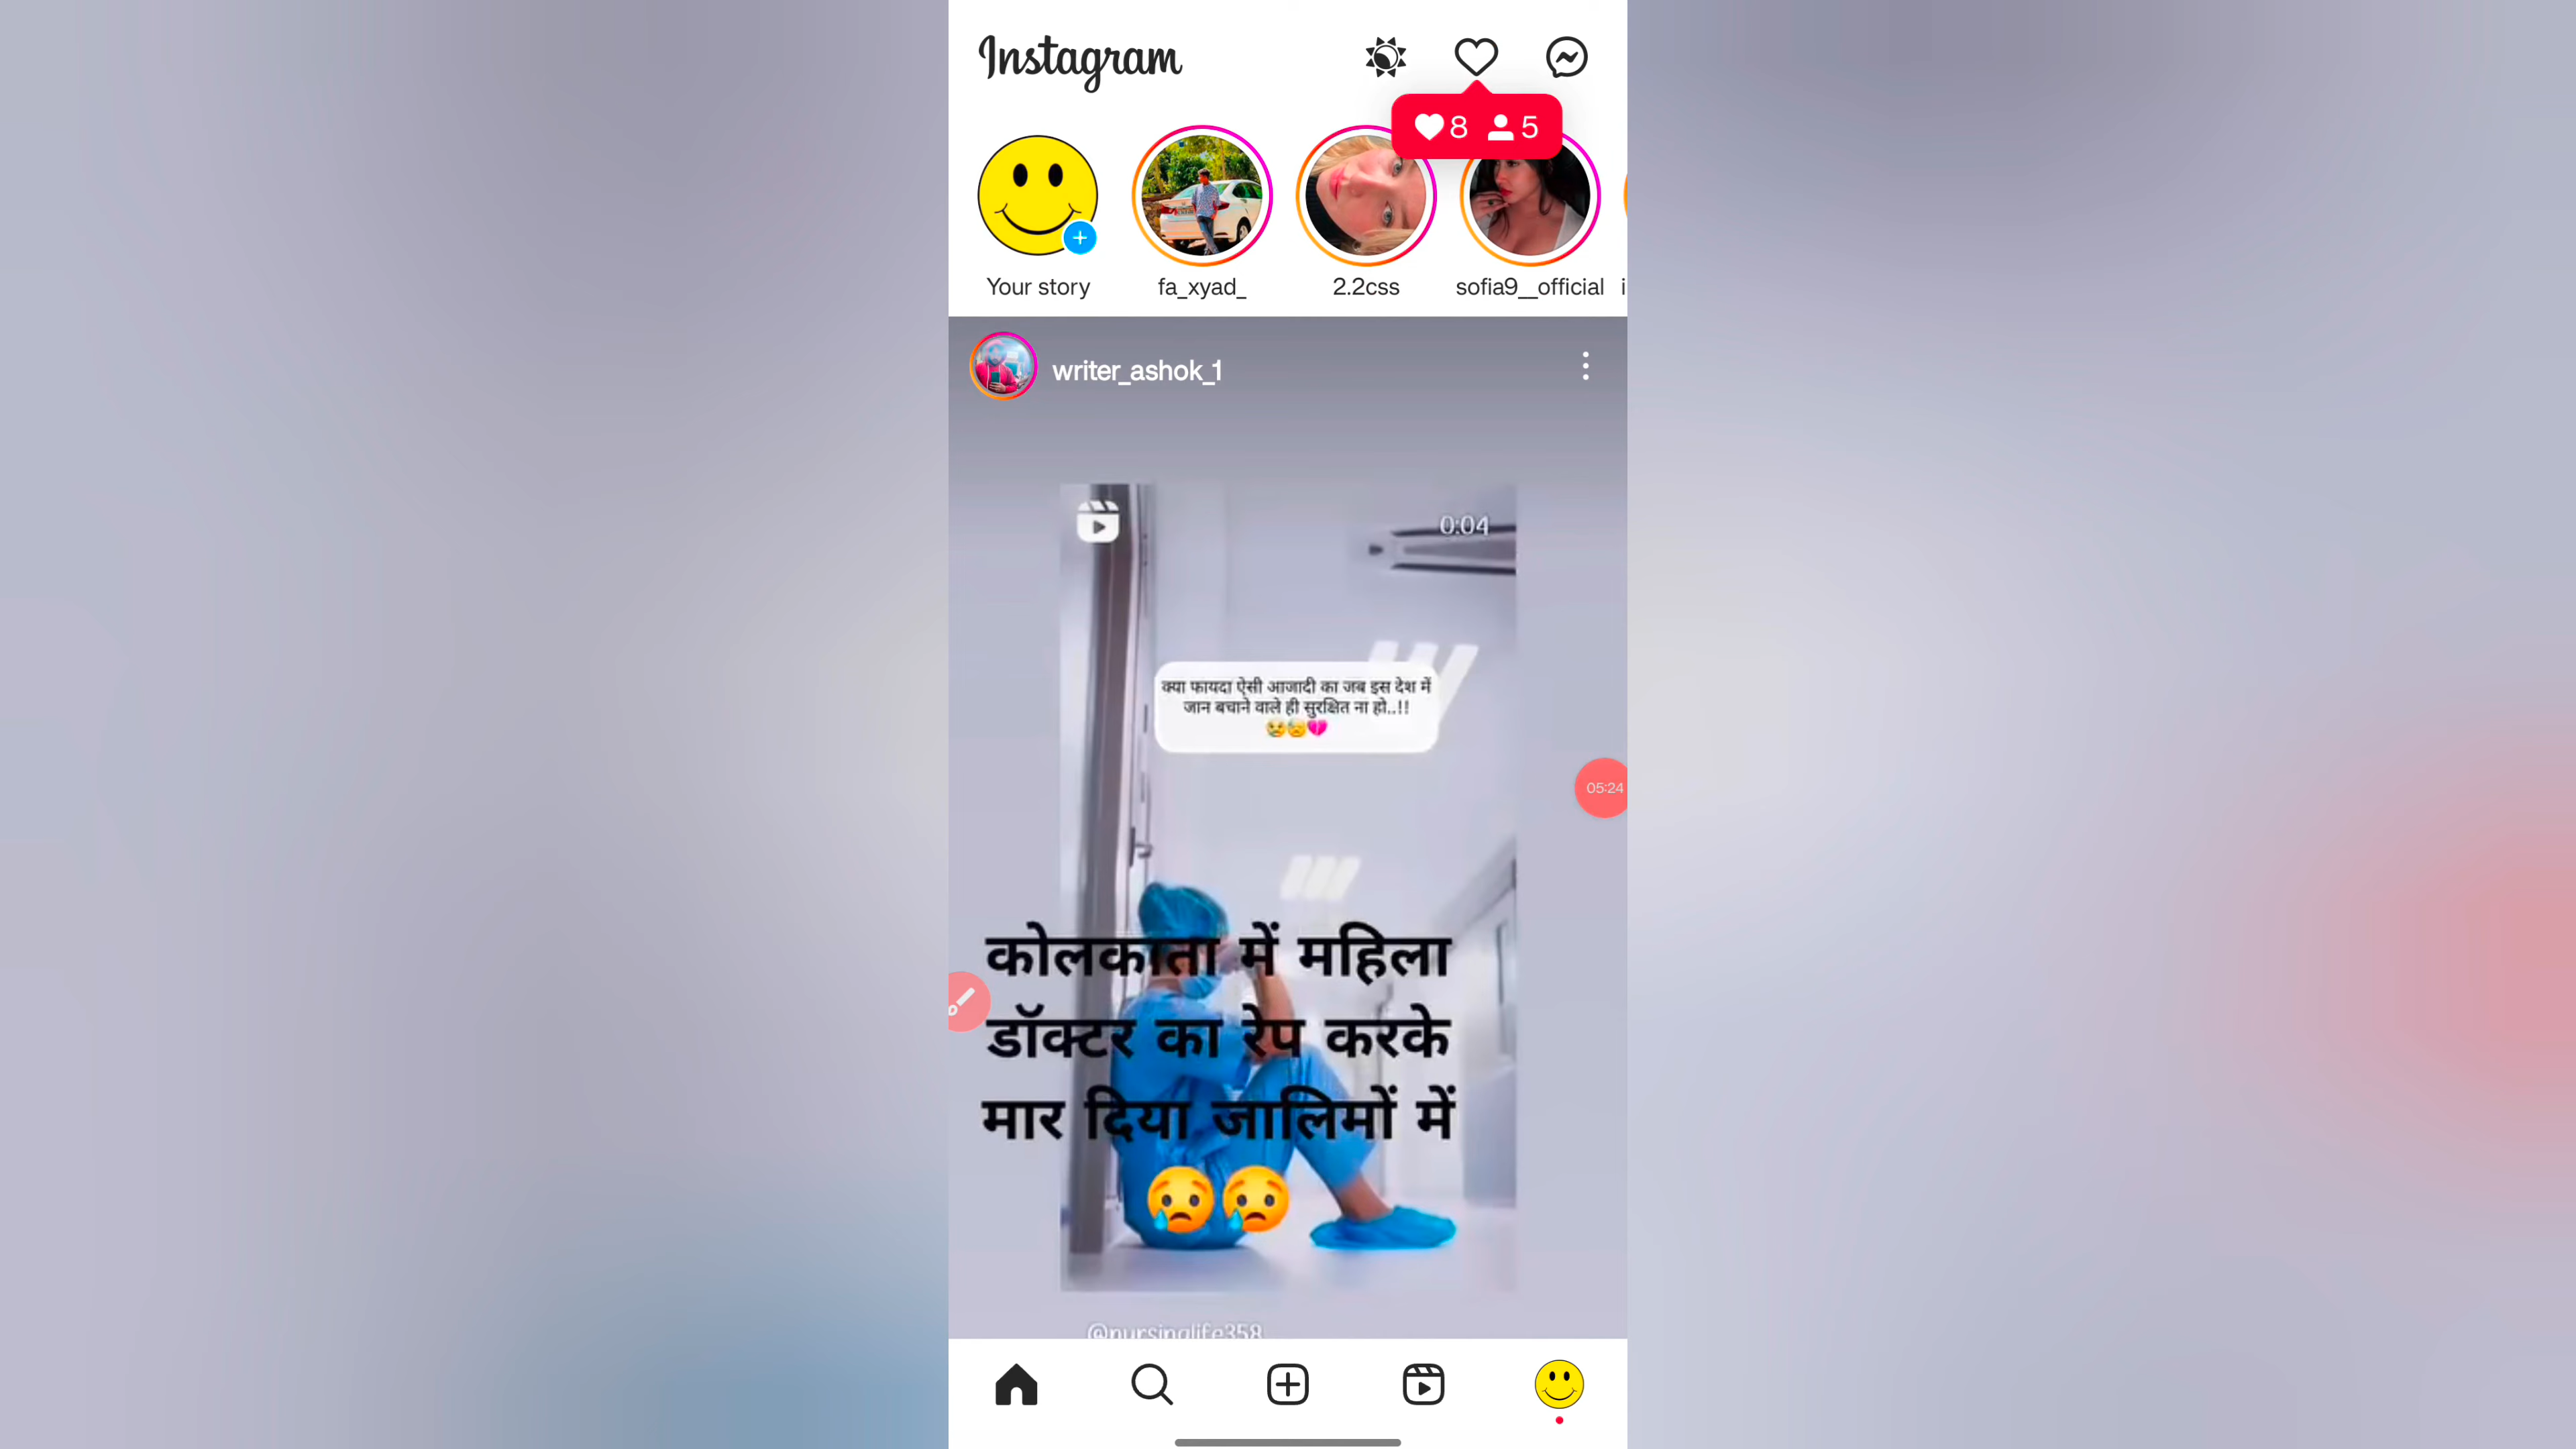 Instagram
8 5
Your story
fa_xyad_
2.2css
sofia9__official
i
writer_ashok_1
0:04
क्या फायदा ऐसी आजादी का जब इस देश में
जान बचाने वाले ही सुरक्षित ना हो..!!
😢😓💔
05:24
कोलकाता में महिला
डॉक्टर का रेप करके
मार दिया जालिमों में
😢😢
@nursinglife358